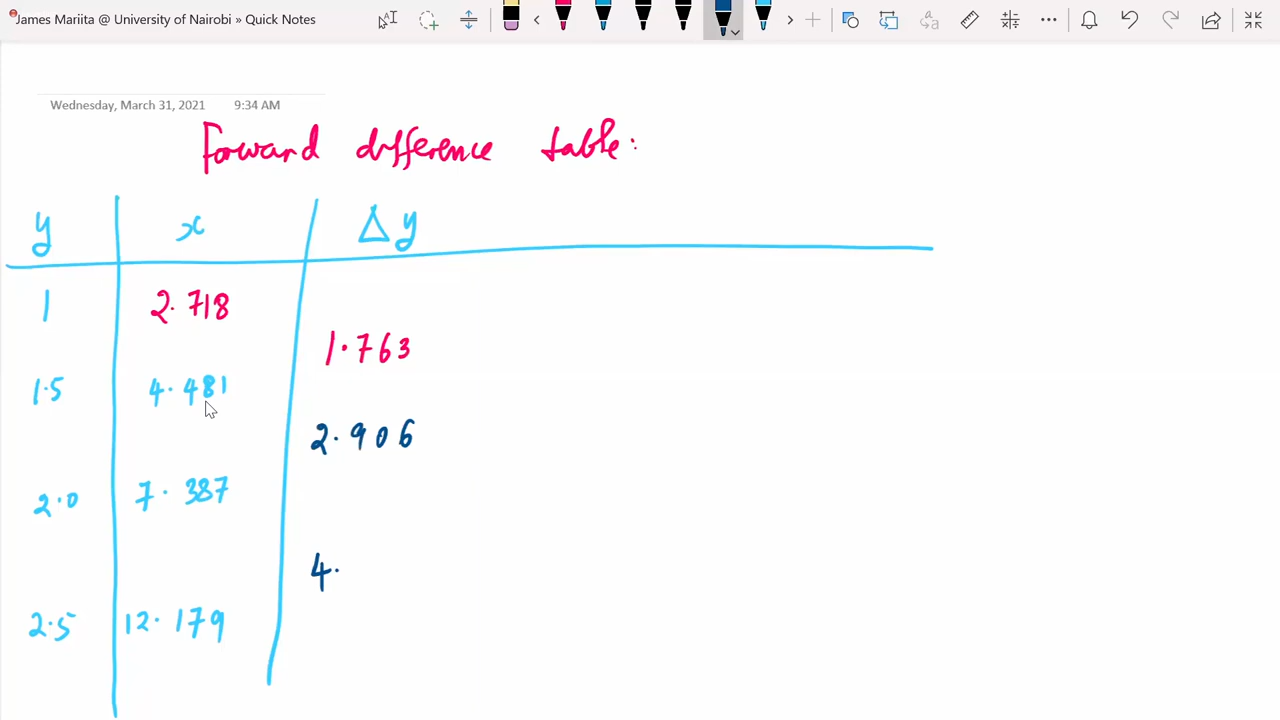 James Mariita @ University of Nairobi » Quick Notes
Wednesday, March 31, 2021 9:34 AM
Forward difference table:
y x Δy
1 2.718
1.763
1.5 4.481
2.906
2.0 7.387
4.
2.5 12.179